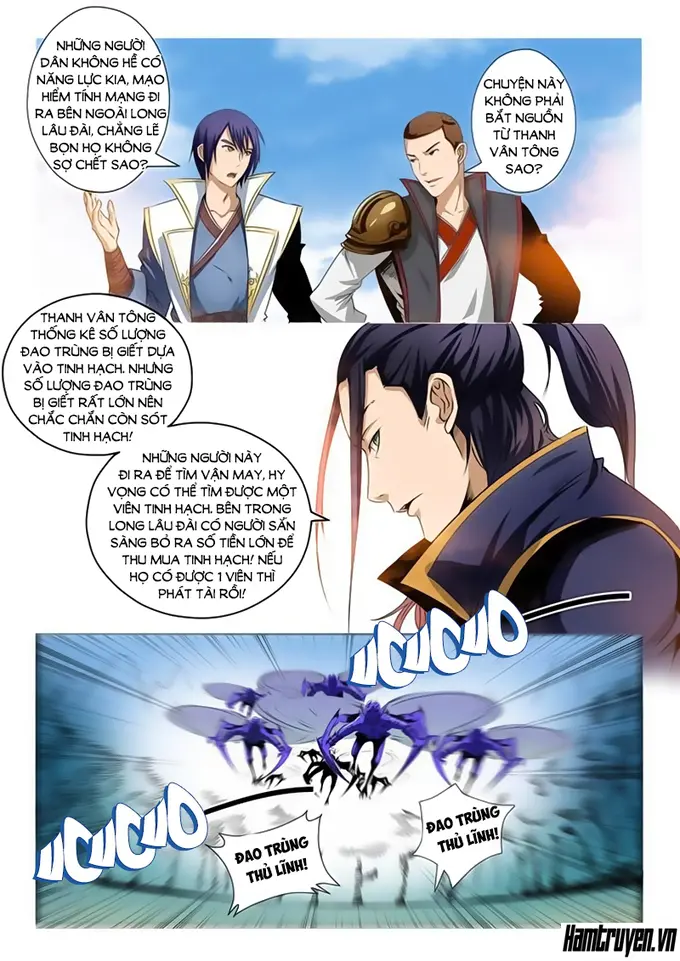 NHỮNG NGƯỜI
DÂN KHÔNG HỀ CÓ
NĂNG LỰC KIA, MẠO
HIỂM TÍNH MẠNG ĐI
RA BÊN NGOÀI LONG
LÂU ĐÀI, CHẲNG LẼ
BỌN HỌ KHÔNG
SỢ CHẾT SAO?
CHUYỆN NÀY
KHÔNG PHẢI
BẮT NGUỒN
TỪ THANH
VÂN TÔNG
SAO?
THANH VÂN TÔNG
THỐNG KÊ SỐ LƯỢNG
ĐAO TRÙNG BỊ GIẾT DỰA
VÀO TINH HẠCH. NHƯNG
SỐ LƯỢNG ĐAO TRÙNG
BỊ GIẾT RẤT LỚN NÊN
CHẮC CHẮN CÒN SÓT
TINH HẠCH!
NHỮNG NGƯỜI NÀY
ĐI RA ĐỂ TÌM VẬN MAY, HY
VỌNG CÓ THỂ TÌM ĐƯỢC MỘT
VIÊN TINH HẠCH. BÊN TRONG
LONG LÂU ĐÀI CÓ NGƯỜI SẴN
SÀNG BỎ RA SỐ TIỀN LỚN ĐỂ
THU MUA TINH HẠCH! NẾU
HỌ CÓ ĐƯỢC 1 VIÊN THÌ
PHÁT TÀI RỒI!
ĐAO TRÙNG
THỦ LĨNH!
ĐAO TRÙNG
THỦ LĨNH!
Hamtruyen.vn